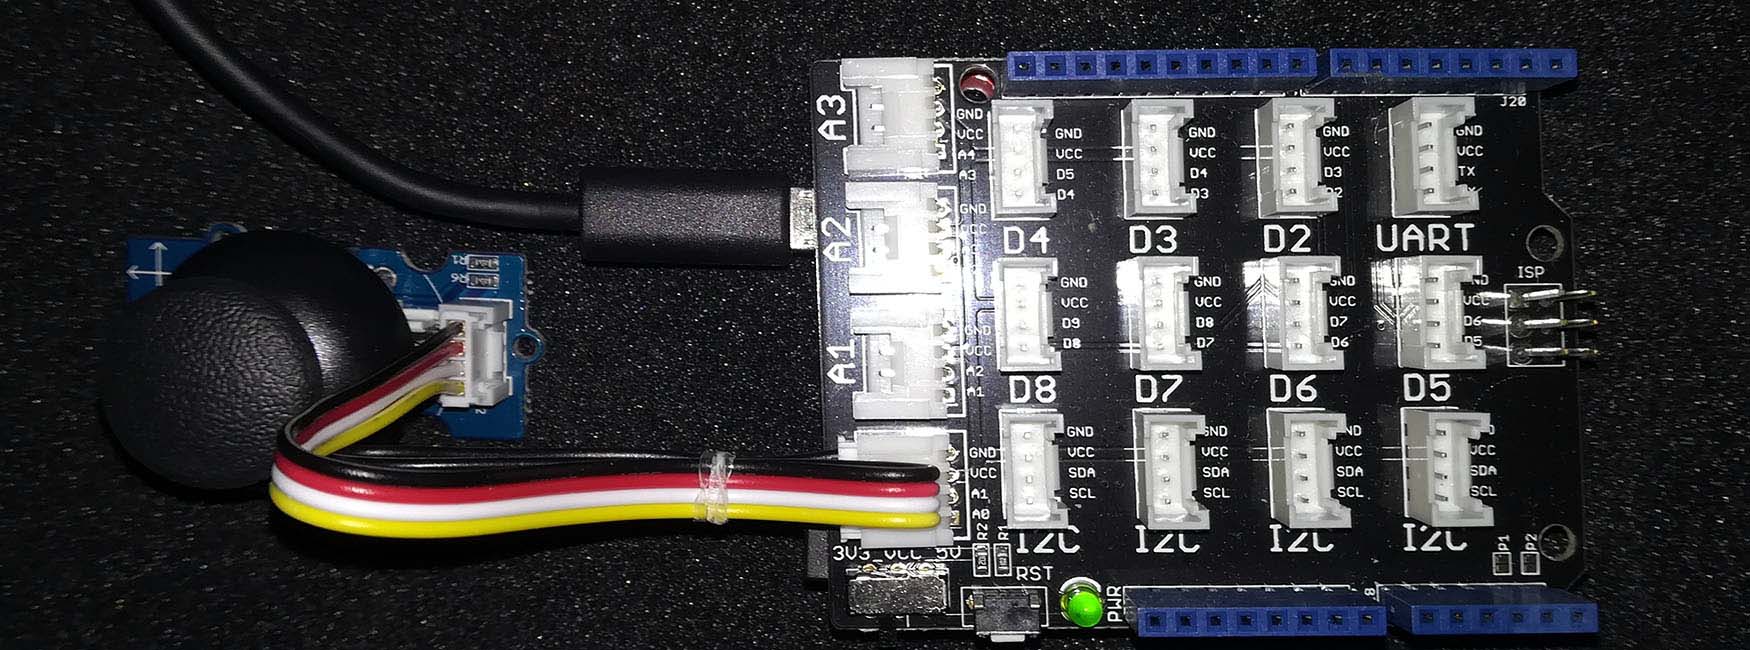 J20
A3
GND
VCC
A4
A3
GND
VCC
D5
D4
GND
VCC
D4
D3
GND
VCC
D3
D2
GND
VCC
TX
D4
D3
D2
UART
A2
GND
VCC
R1
R6
ISP
GND
VCC
D9
D8
GND
VCC
D8
D7
GND
VCC
D7
D6
VCC
D6
D5
A1
GND
VCC
A2
A1
D8
D7
D6
D5
GND
VCC
A1
A0
GND
VCC
SDA
SCL
GND
VCC
SDA
SCL
GND
VCC
SDA
SCL
VCC
SDA
SCL
I2C
I2C
I2C
I2C
3V3 VCC 5V
R2
R1
P1
P2
RST
PWR